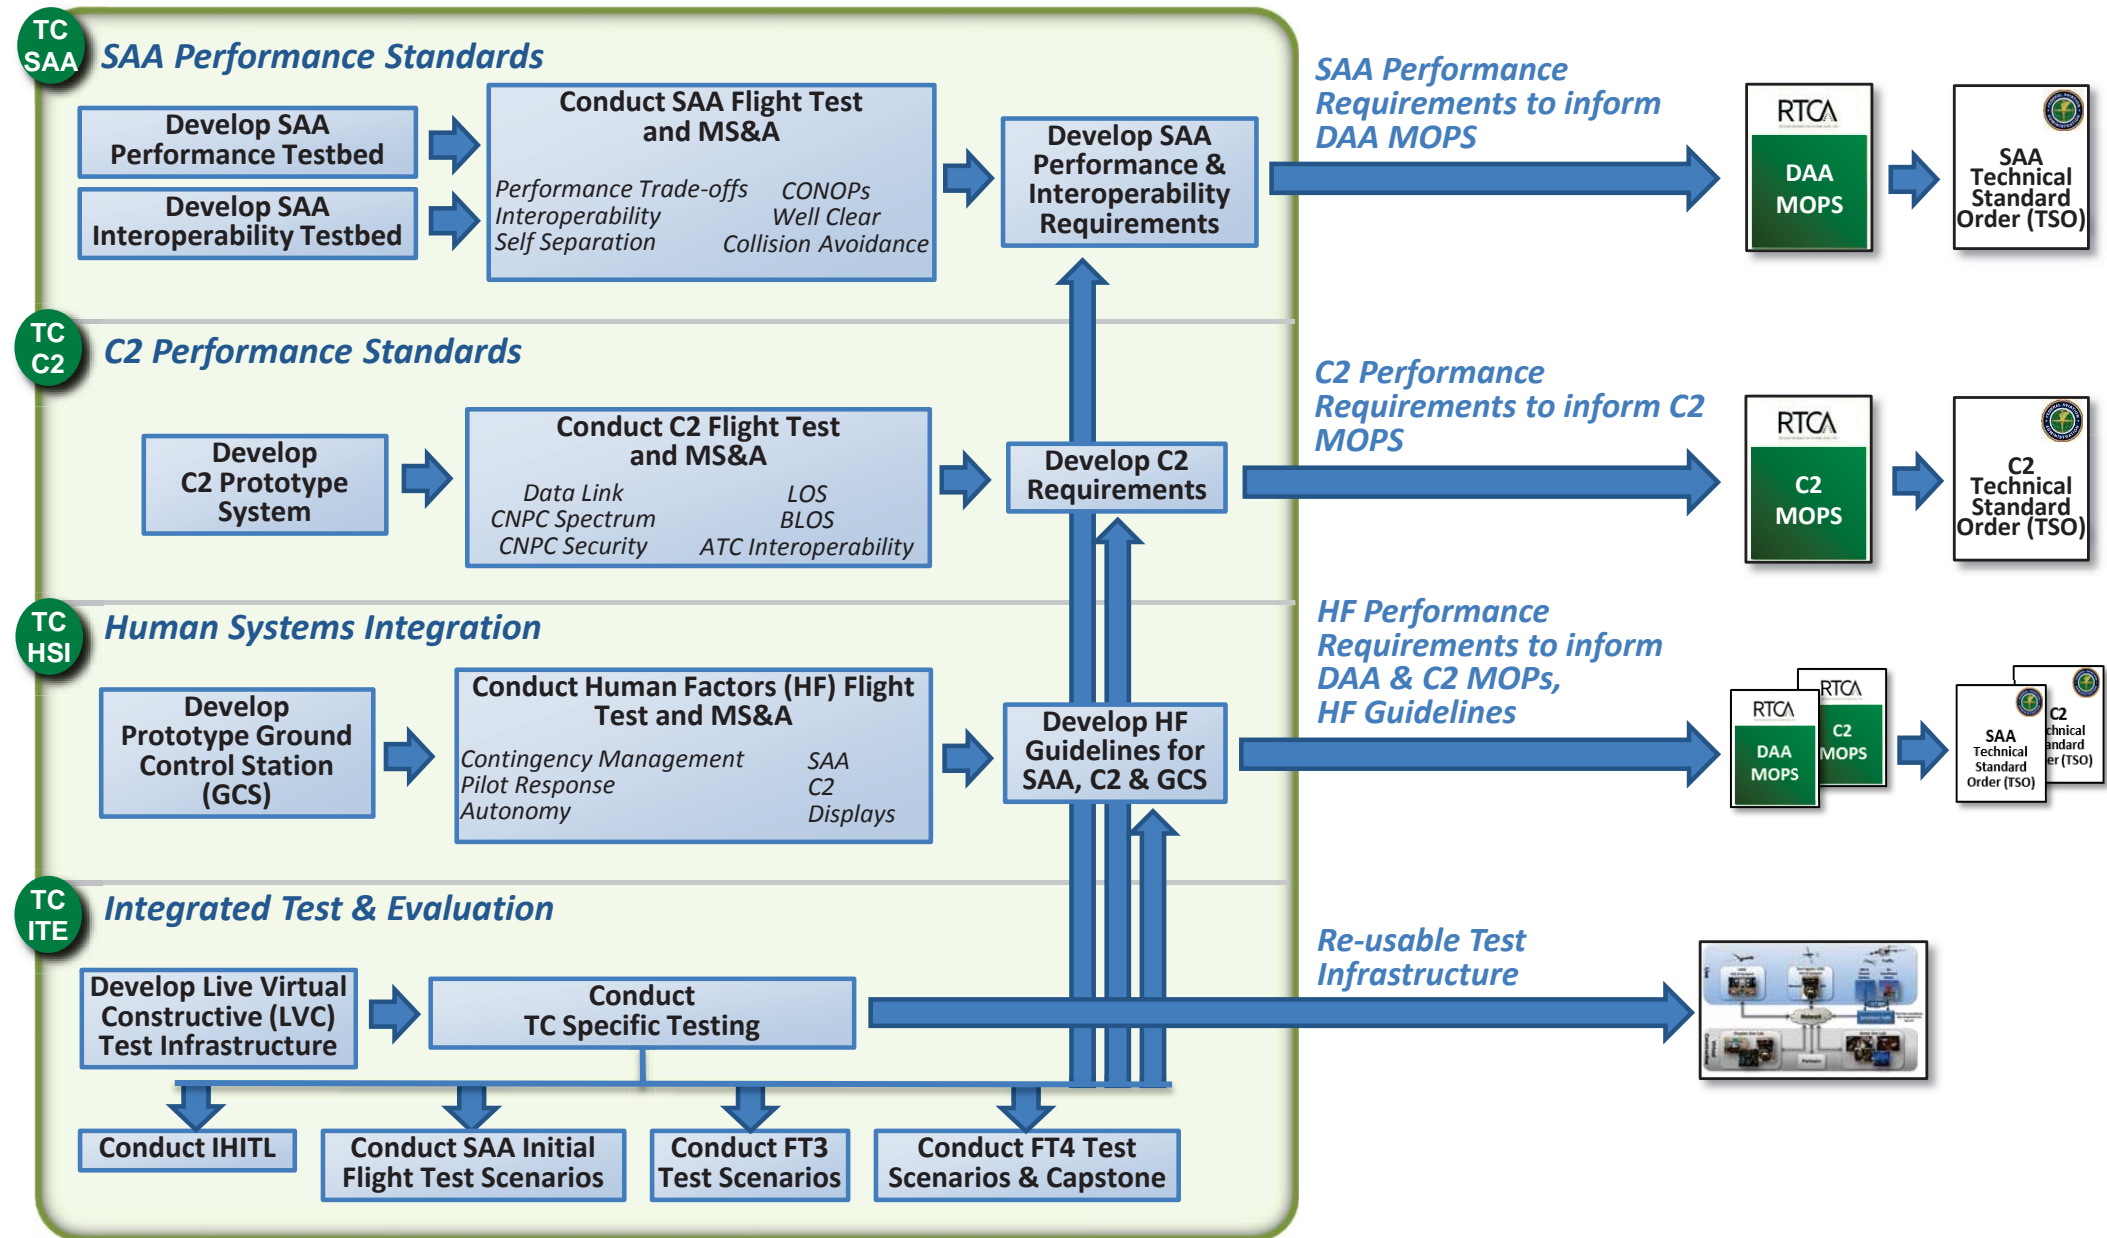 TC
SAA
SAA Performance Standards
Develop SAA
Performance Testbed
Develop SAA
Interoperability Testbed
Conduct SAA Flight Test
and MS&A
Performance Trade-offs
Interoperability
Self Separation
CONOPs
Well Clear
Collision Avoidance
Develop SAA
Performance &
Interoperability
Requirements
SAA Performance
Requirements to inform
DAA MOPS
RTCA
DAA
MOPS
SAA
Technical
Standard
Order (TSO)
TC
C2
C2 Performance Standards
Develop
C2 Prototype
System
Conduct C2 Flight Test
and MS&A
Data Link
CNPC Spectrum
CNPC Security
LOS
BLOS
ATC Interoperability
Develop C2
Requirements
C2 Performance
Requirements to inform C2
MOPS
RTCA
C2
MOPS
C2
Technical
Standard
Order (TSO)
TC
HSI
Human Systems Integration
Develop
Prototype Ground
Control Station
(GCS)
Conduct Human Factors (HF) Flight
Test and MS&A
Contingency Management
Pilot Response
Autonomy
SAA
C2
Displays
Develop HF
Guidelines for
SAA, C2 & GCS
HF Performance
Requirements to inform
DAA & C2 MOPs,
HF Guidelines
RTCA
DAA
MOPS
RTCA
C2
MOPS
SAA
Technical
Standard
Order (TSO)
C2
chnical
andard
er (TSO)
TC
ITE
Integrated Test & Evaluation
Develop Live Virtual
Constructive (LVC)
Test Infrastructure
Conduct
TC Specific Testing
Re-usable Test
Infrastructure
Network
Conduct IHITL
Conduct SAA Initial
Flight Test Scenarios
Conduct FT3
Test Scenarios
Conduct FT4 Test
Scenarios & Capstone